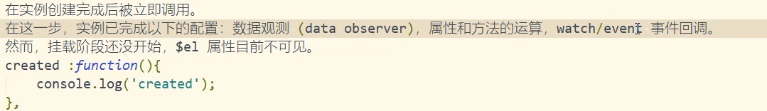 在实例创建完成后被立即调用。
在这一步，实例已完成以下的配置：数据观测 (data observer)，属性和方法的运算，watch/event 事件回调。
然而，挂载阶段还没开始，$el 属性目前不可见。
created :function(){
    console.log('created');
},